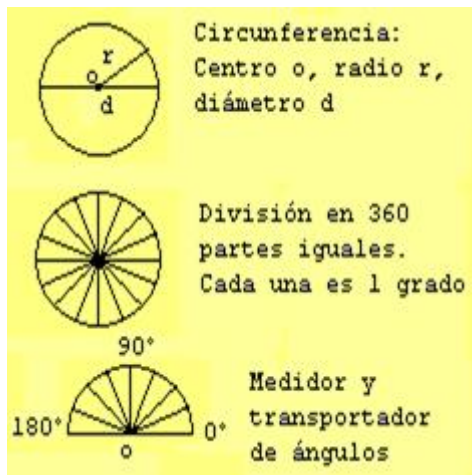 Circunferencia:
Centro o, radio r,
diámetro d
r
o
d
División en 360
partes iguales.
Cada una es 1 grado
90°
180°
0°
o
Medidor y
transportador
de ángulos